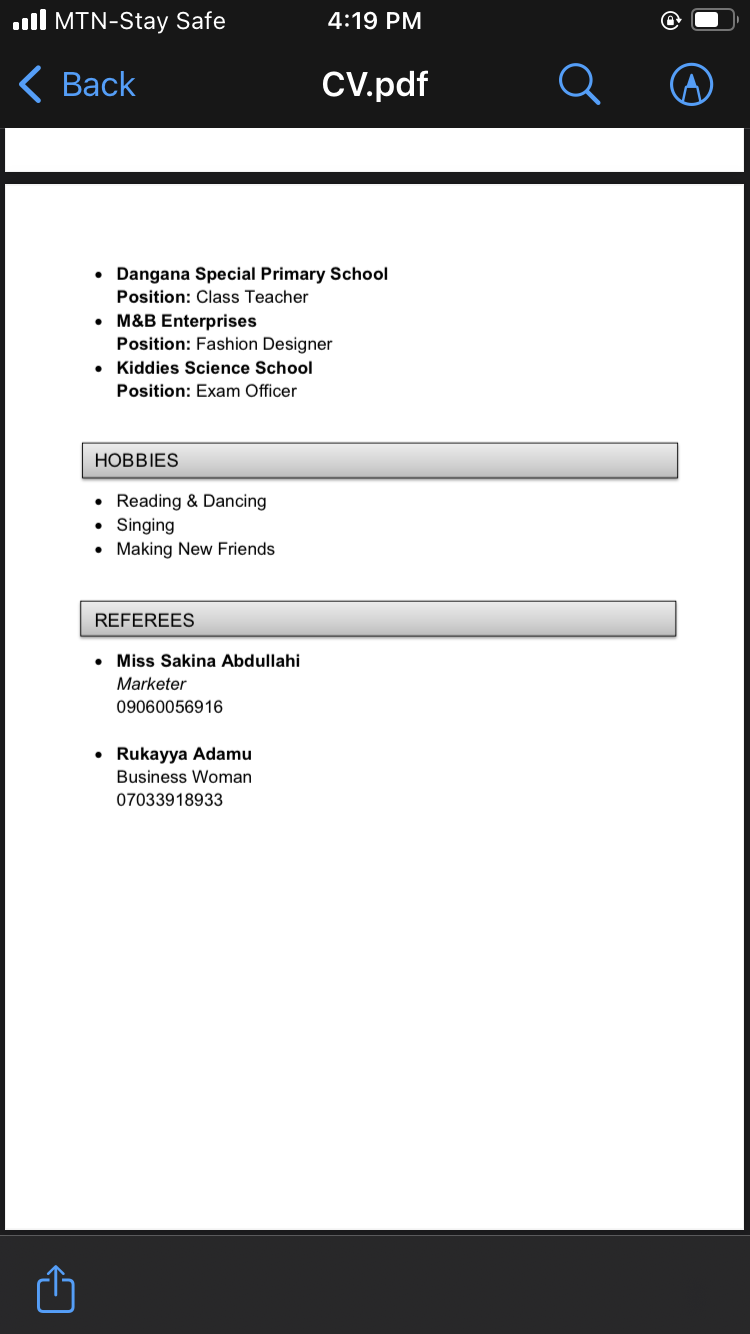 MTN-Stay Safe 4:19 PM
Back CV.pdf
• Dangana Special Primary School
Position: Class Teacher
• M&B Enterprises
Position: Fashion Designer
• Kiddies Science School
Position: Exam Officer
HOBBIES
• Reading & Dancing
• Singing
• Making New Friends
REFEREES
• Miss Sakina Abdullahi
Marketer
09060056916
• Rukayya Adamu
Business Woman
07033918933